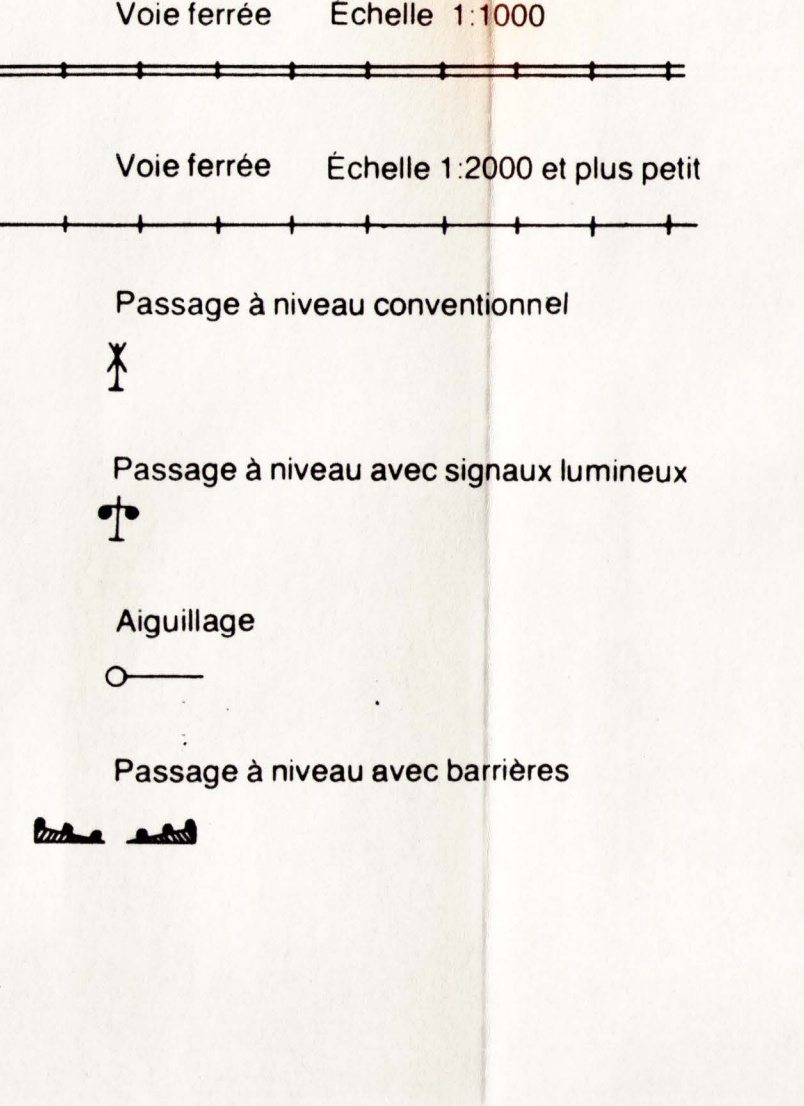 Voie ferrée Échelle 1:1000
Voie ferrée Échelle 1:2000 et plus petit
Passage à niveau conventionnel
Passage à niveau avec signaux lumineux
Aiguillage
Passage à niveau avec barrières